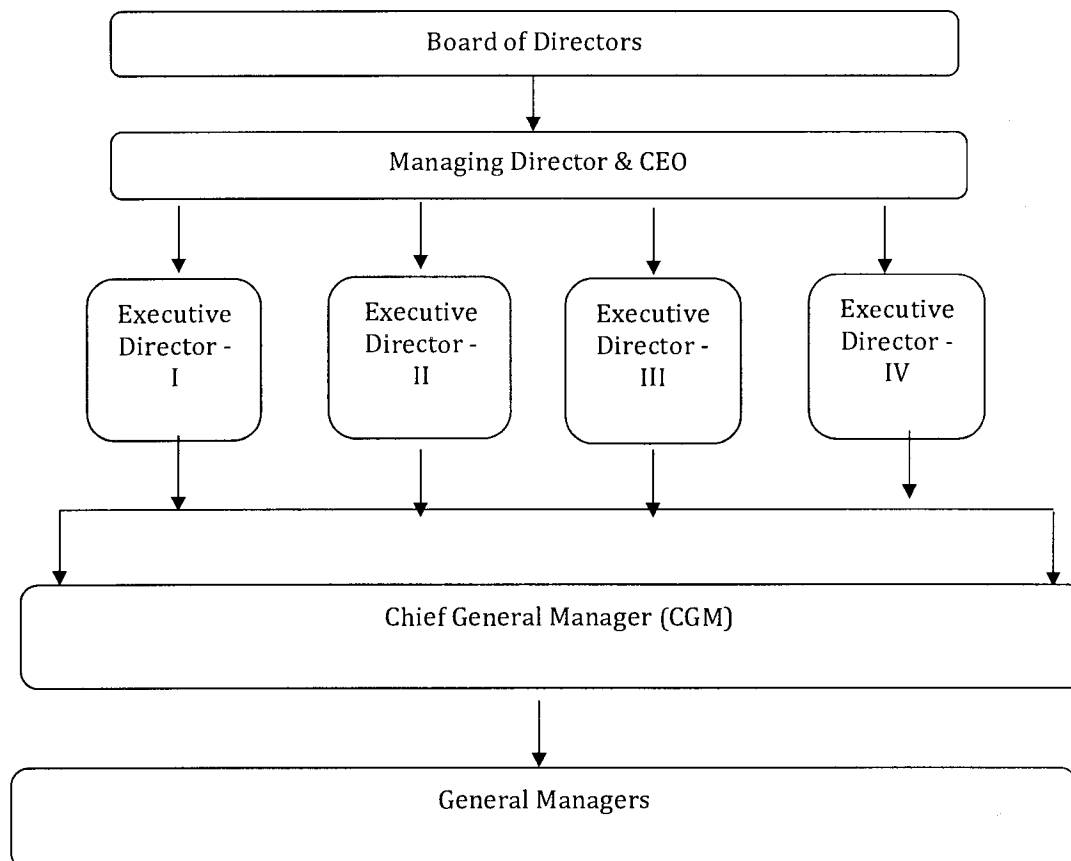 Board of Directors
Managing Director & CEO
Executive
Director -
I
Executive
Director -
II
Executive
Director -
III
Executive
Director -
IV
Chief General Manager (CGM)
General Managers